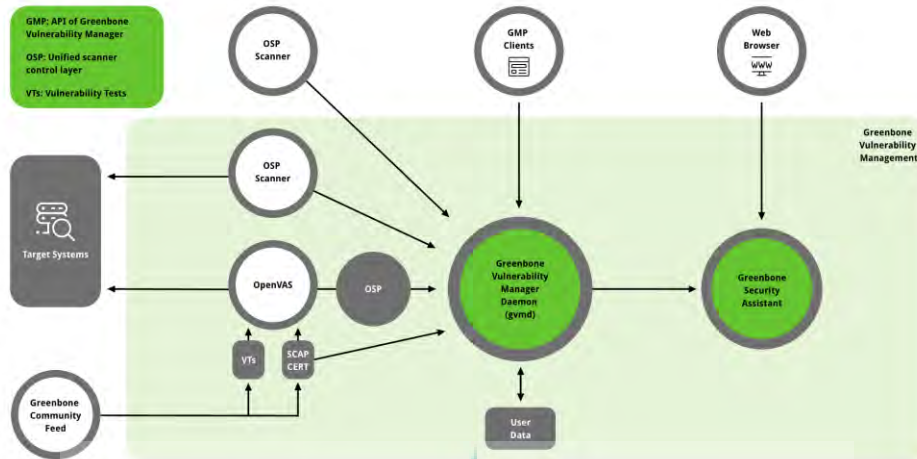 GMP: API of Greenbone
Vulnerability Manager
OSP: Unified scanner
control layer
VTs: Vulnerability Tests
OSP
Scanner
GMP
Clients
Web
Browser
WWW
Greenbone
Vulnerability
Management
OSP
Scanner
Target Systems
OpenVAS
OSP
Greenbone
Vulnerability
Manager
Daemon
(gvmd)
Greenbone
Security
Assistant
VTs
SCAP
CERT
Greenbone
Community
Feed
User
Data